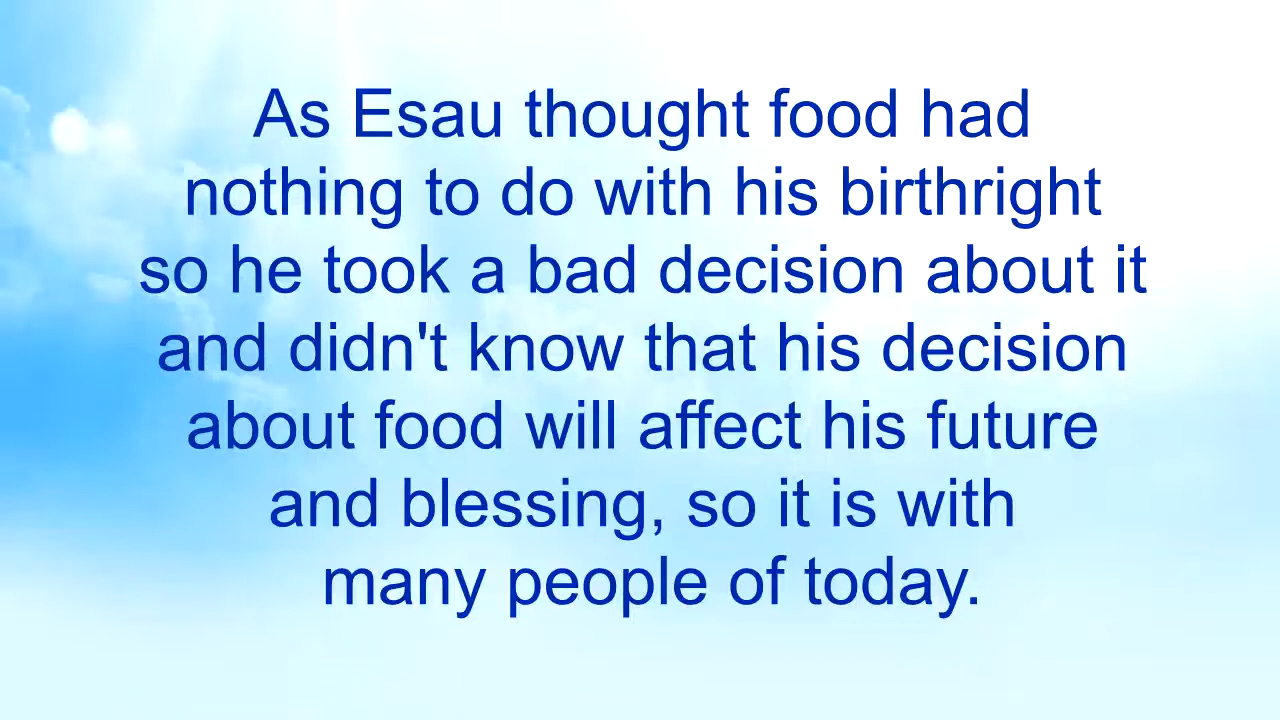 As Esau thought food had
nothing to do with his birthright
so he took a bad decision about it
and didn't know that his decision
about food will affect his future
and blessing, so it is with
many people of today.